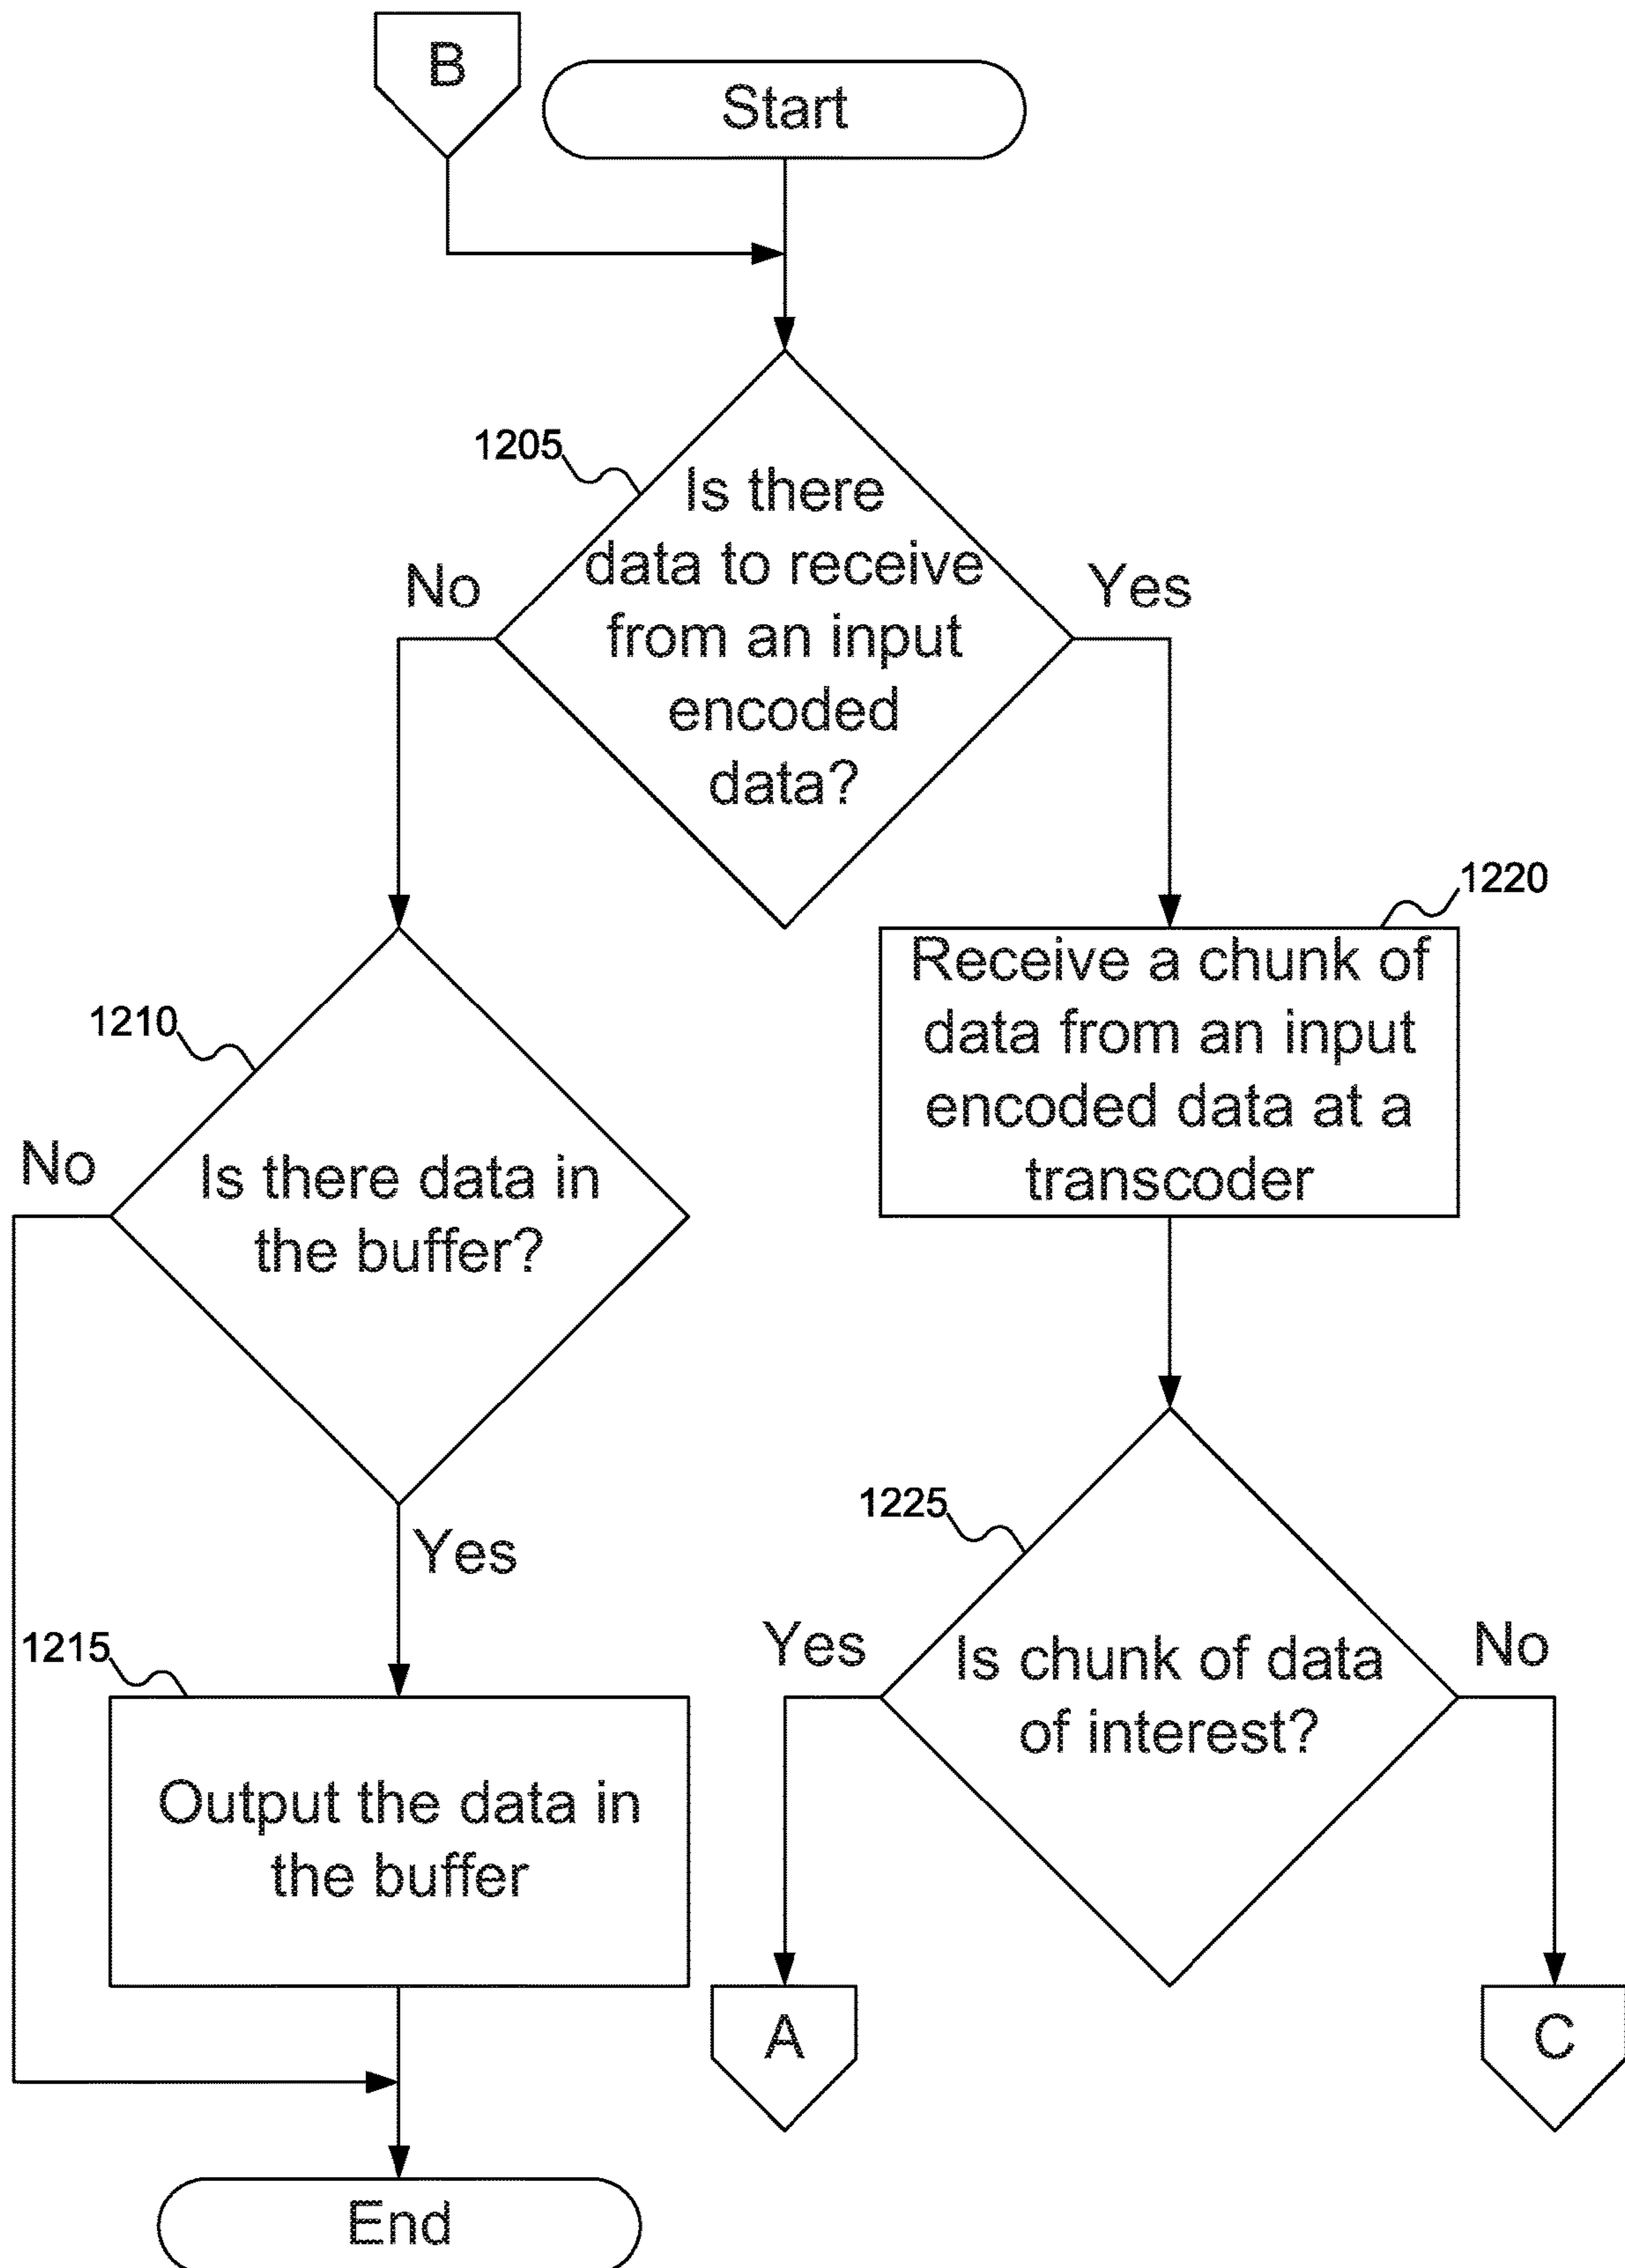 B
Start
1205
Is there
data to receive
from an input
encoded
data?
No
Yes
1220
Receive a chunk of
data from an input
encoded data at a
transcoder
1210
No
Is there data in
the buffer?
Yes
1225
Yes
Is chunk of data
of interest?
No
1215
Output the data in
the buffer
A
C
End